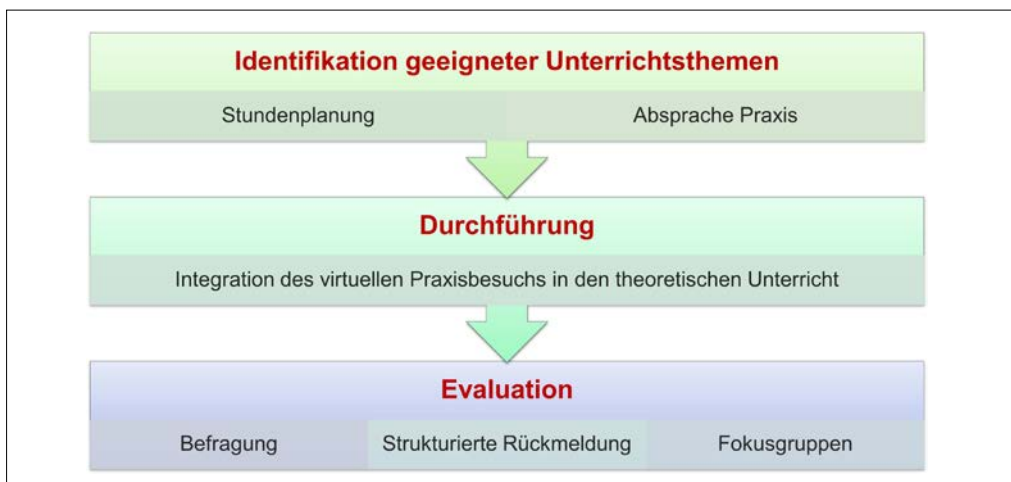 Identifikation geeigneter Unterrichtsthemen
Stundenplanung Absprache Praxis
Durchführung
Integration des virtuellen Praxisbesuchs in den theoretischen Unterricht
Evaluation
Befragung Strukturierte Rückmeldung Fokusgruppen